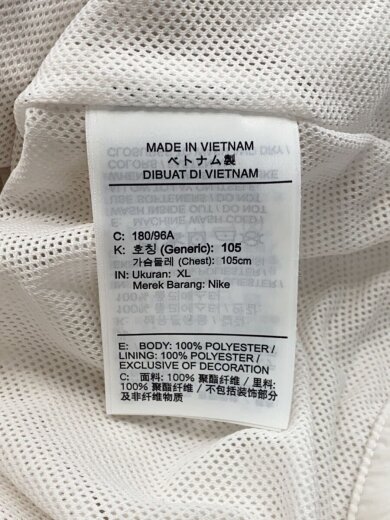 MADE IN VIETNAM
ベトナム製
DIBUAT DI VIETNAM
C: 180/96A
K: 호칭 (Generic): 105
가슴둘레 (Chest): 105cm
IN: Ukuran: XL
Merek Barang: Nike
E: BODY: 100% POLYESTER /
LINING: 100% POLYESTER /
EXCLUSIVE OF DECORATION
C: 面料: 100% 聚酯纤维 / 里料:
100% 聚酯纤维 / 不包括装饰部分
及非纤维物质